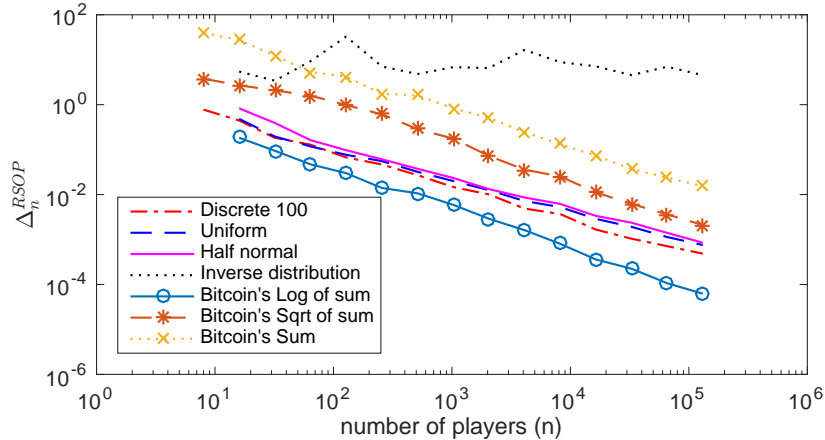 10^2
10^0
10^-2
10^-4
10^-6
Δ_n^{RSOP}
Discrete 100
Uniform
Half normal
Inverse distribution
Bitcoin's Log of sum
Bitcoin's Sqrt of sum
Bitcoin's Sum
10^0 10^1 10^2 10^3 10^4 10^5 10^6
number of players (n)